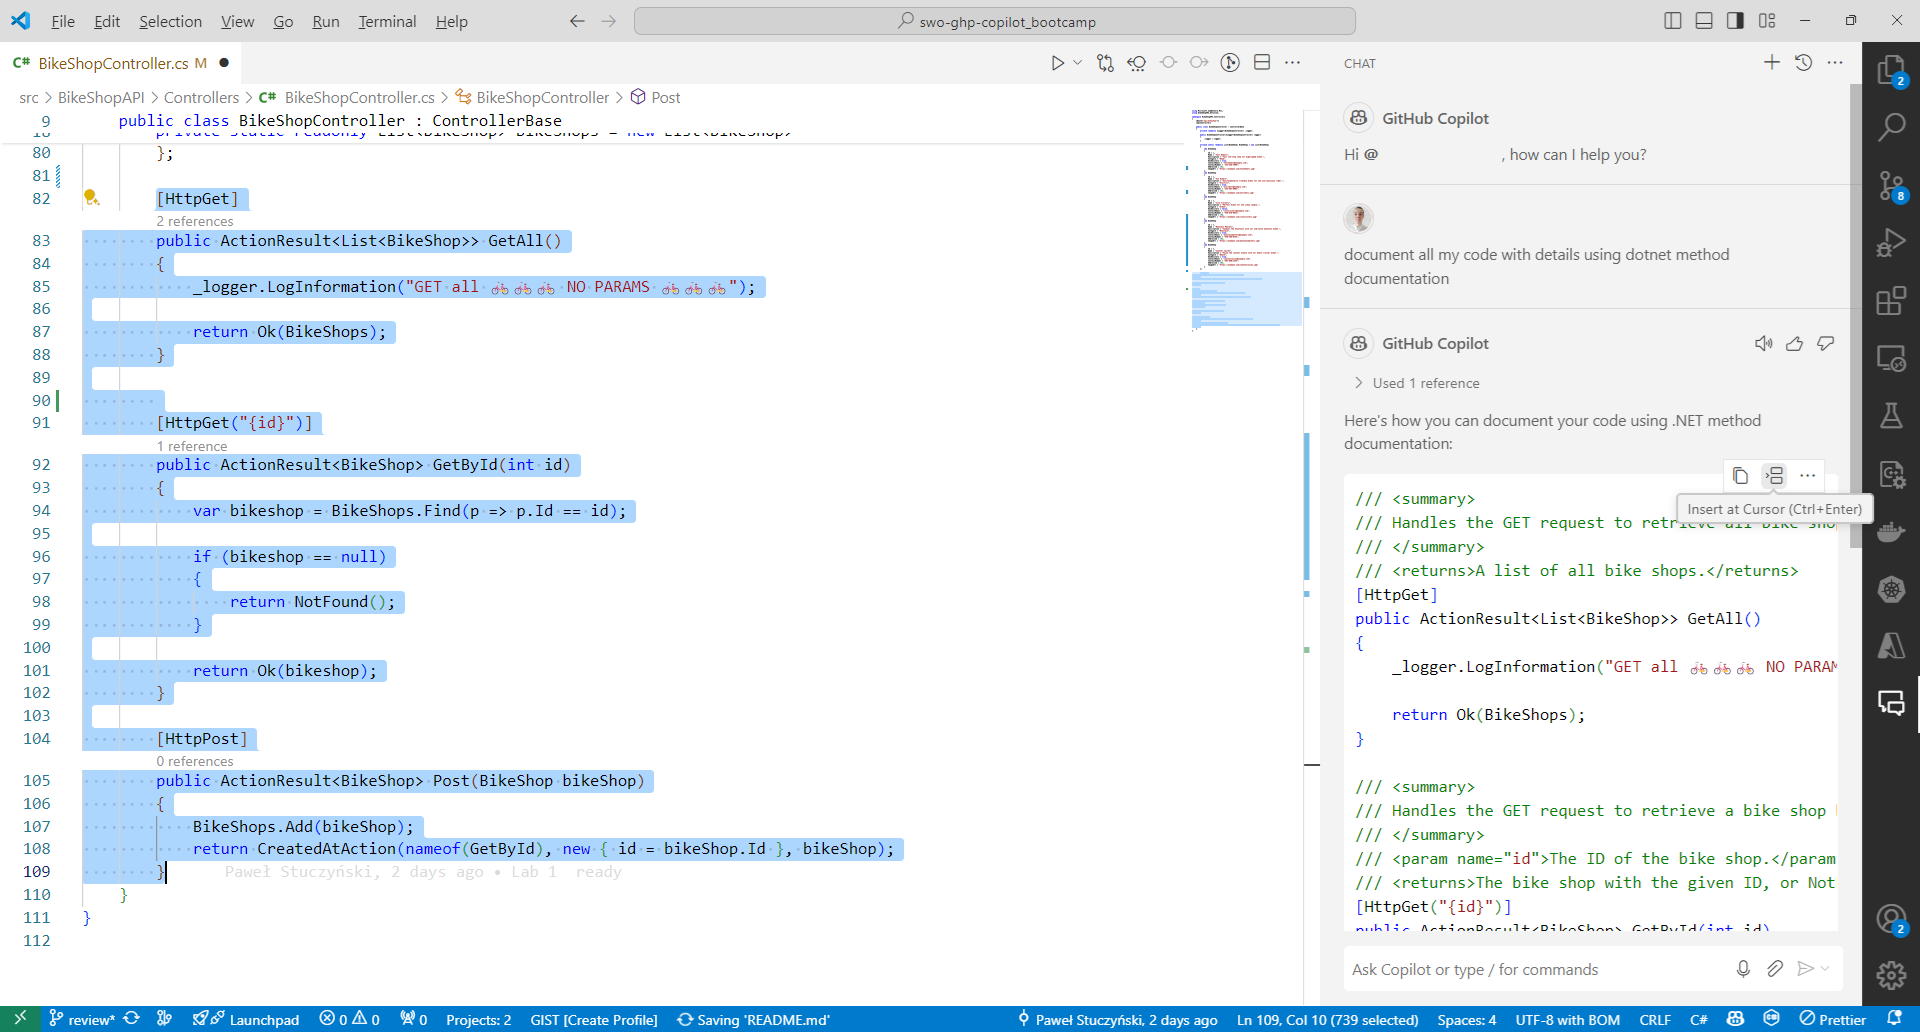 File Edit Selection View Go Run Terminal Help
swo-ghp-copilot_bootcamp
C# BikeShopController.cs M
src > BikeShopAPI > Controllers > C# BikeShopController.cs > BikeShopController > Post
9 public class BikeShopController : ControllerBase
80 };
81
82 [HttpGet]
2 references
83 public ActionResult<List<BikeShop>> GetAll()
84 {
85 _logger.LogInformation("GET all 🚲🚲🚲 NO PARAMS 🚲🚲🚲");
86
87 return Ok(BikeShops);
88 }
89
90
91 [HttpGet("{id}")]
1 reference
92 public ActionResult<BikeShop> GetById(int id)
93 {
94 var bikeshop = BikeShops.Find(p => p.Id == id);
95
96 if (bikeshop == null)
97 {
98 return NotFound();
99 }
100
101 return Ok(bikeshop);
102 }
103
104 [HttpPost]
0 references
105 public ActionResult<BikeShop> Post(BikeShop bikeShop)
106 {
107 BikeShops.Add(bikeShop);
108 return CreatedAtAction(nameof(GetById), new { id = bikeShop.Id }, bikeShop);
109 } Paweł Stuczyński, 2 days ago • Lab 1 ready
110 }
111 }
112
CHAT
GitHub Copilot
Hi @ , how can I help you?
document all my code with details using dotnet method
documentation
GitHub Copilot
> Used 1 reference
Here's how you can document your code using .NET method
documentation:
Insert at Cursor (Ctrl+Enter)
/// <summary>
/// Handles the GET request to retrieve all bike sho
/// </summary>
/// <returns>A list of all bike shops.</returns>
[HttpGet]
public ActionResult<List<BikeShop>> GetAll()
{
_logger.LogInformation("GET all 🚲🚲🚲 NO PARAM
return Ok(BikeShops);
}
/// <summary>
/// Handles the GET request to retrieve a bike shop
/// </summary>
/// <param name="id">The ID of the bike shop.</param
/// <returns>The bike shop with the given ID, or Not
[HttpGet("{id}")]
public ActionResult<BikeShop> GetById(int id)
Ask Copilot or type / for commands
2
8
2
review* Launchpad 0 0 0 Projects: 2 GIST [Create Profile] Saving 'README.md' Paweł Stuczyński, 2 days ago Ln 109, Col 10 (739 selected) Spaces: 4 UTF-8 with BOM CRLF C# Prettier